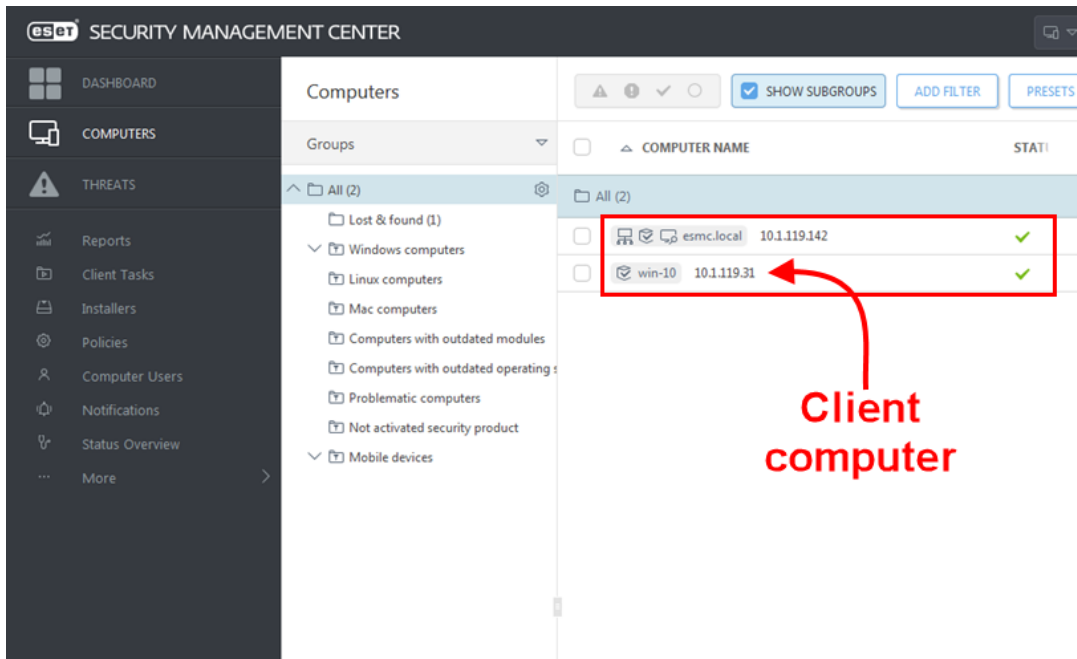 eset SECURITY MANAGEMENT CENTER
DASHBOARD
COMPUTERS
THREATS
Reports
Client Tasks
Installers
Policies
Computer Users
Notifications
Status Overview
More
Computers
Groups
All (2)
Lost & found (1)
Windows computers
Linux computers
Mac computers
Computers with outdated modules
Computers with outdated operating s
Problematic computers
Not activated security product
Mobile devices
SHOW SUBGROUPS ADD FILTER PRESETS
COMPUTER NAME STAT
All (2)
esmc.local 10.1.119.142
win-10 10.1.119.31
Client
computer